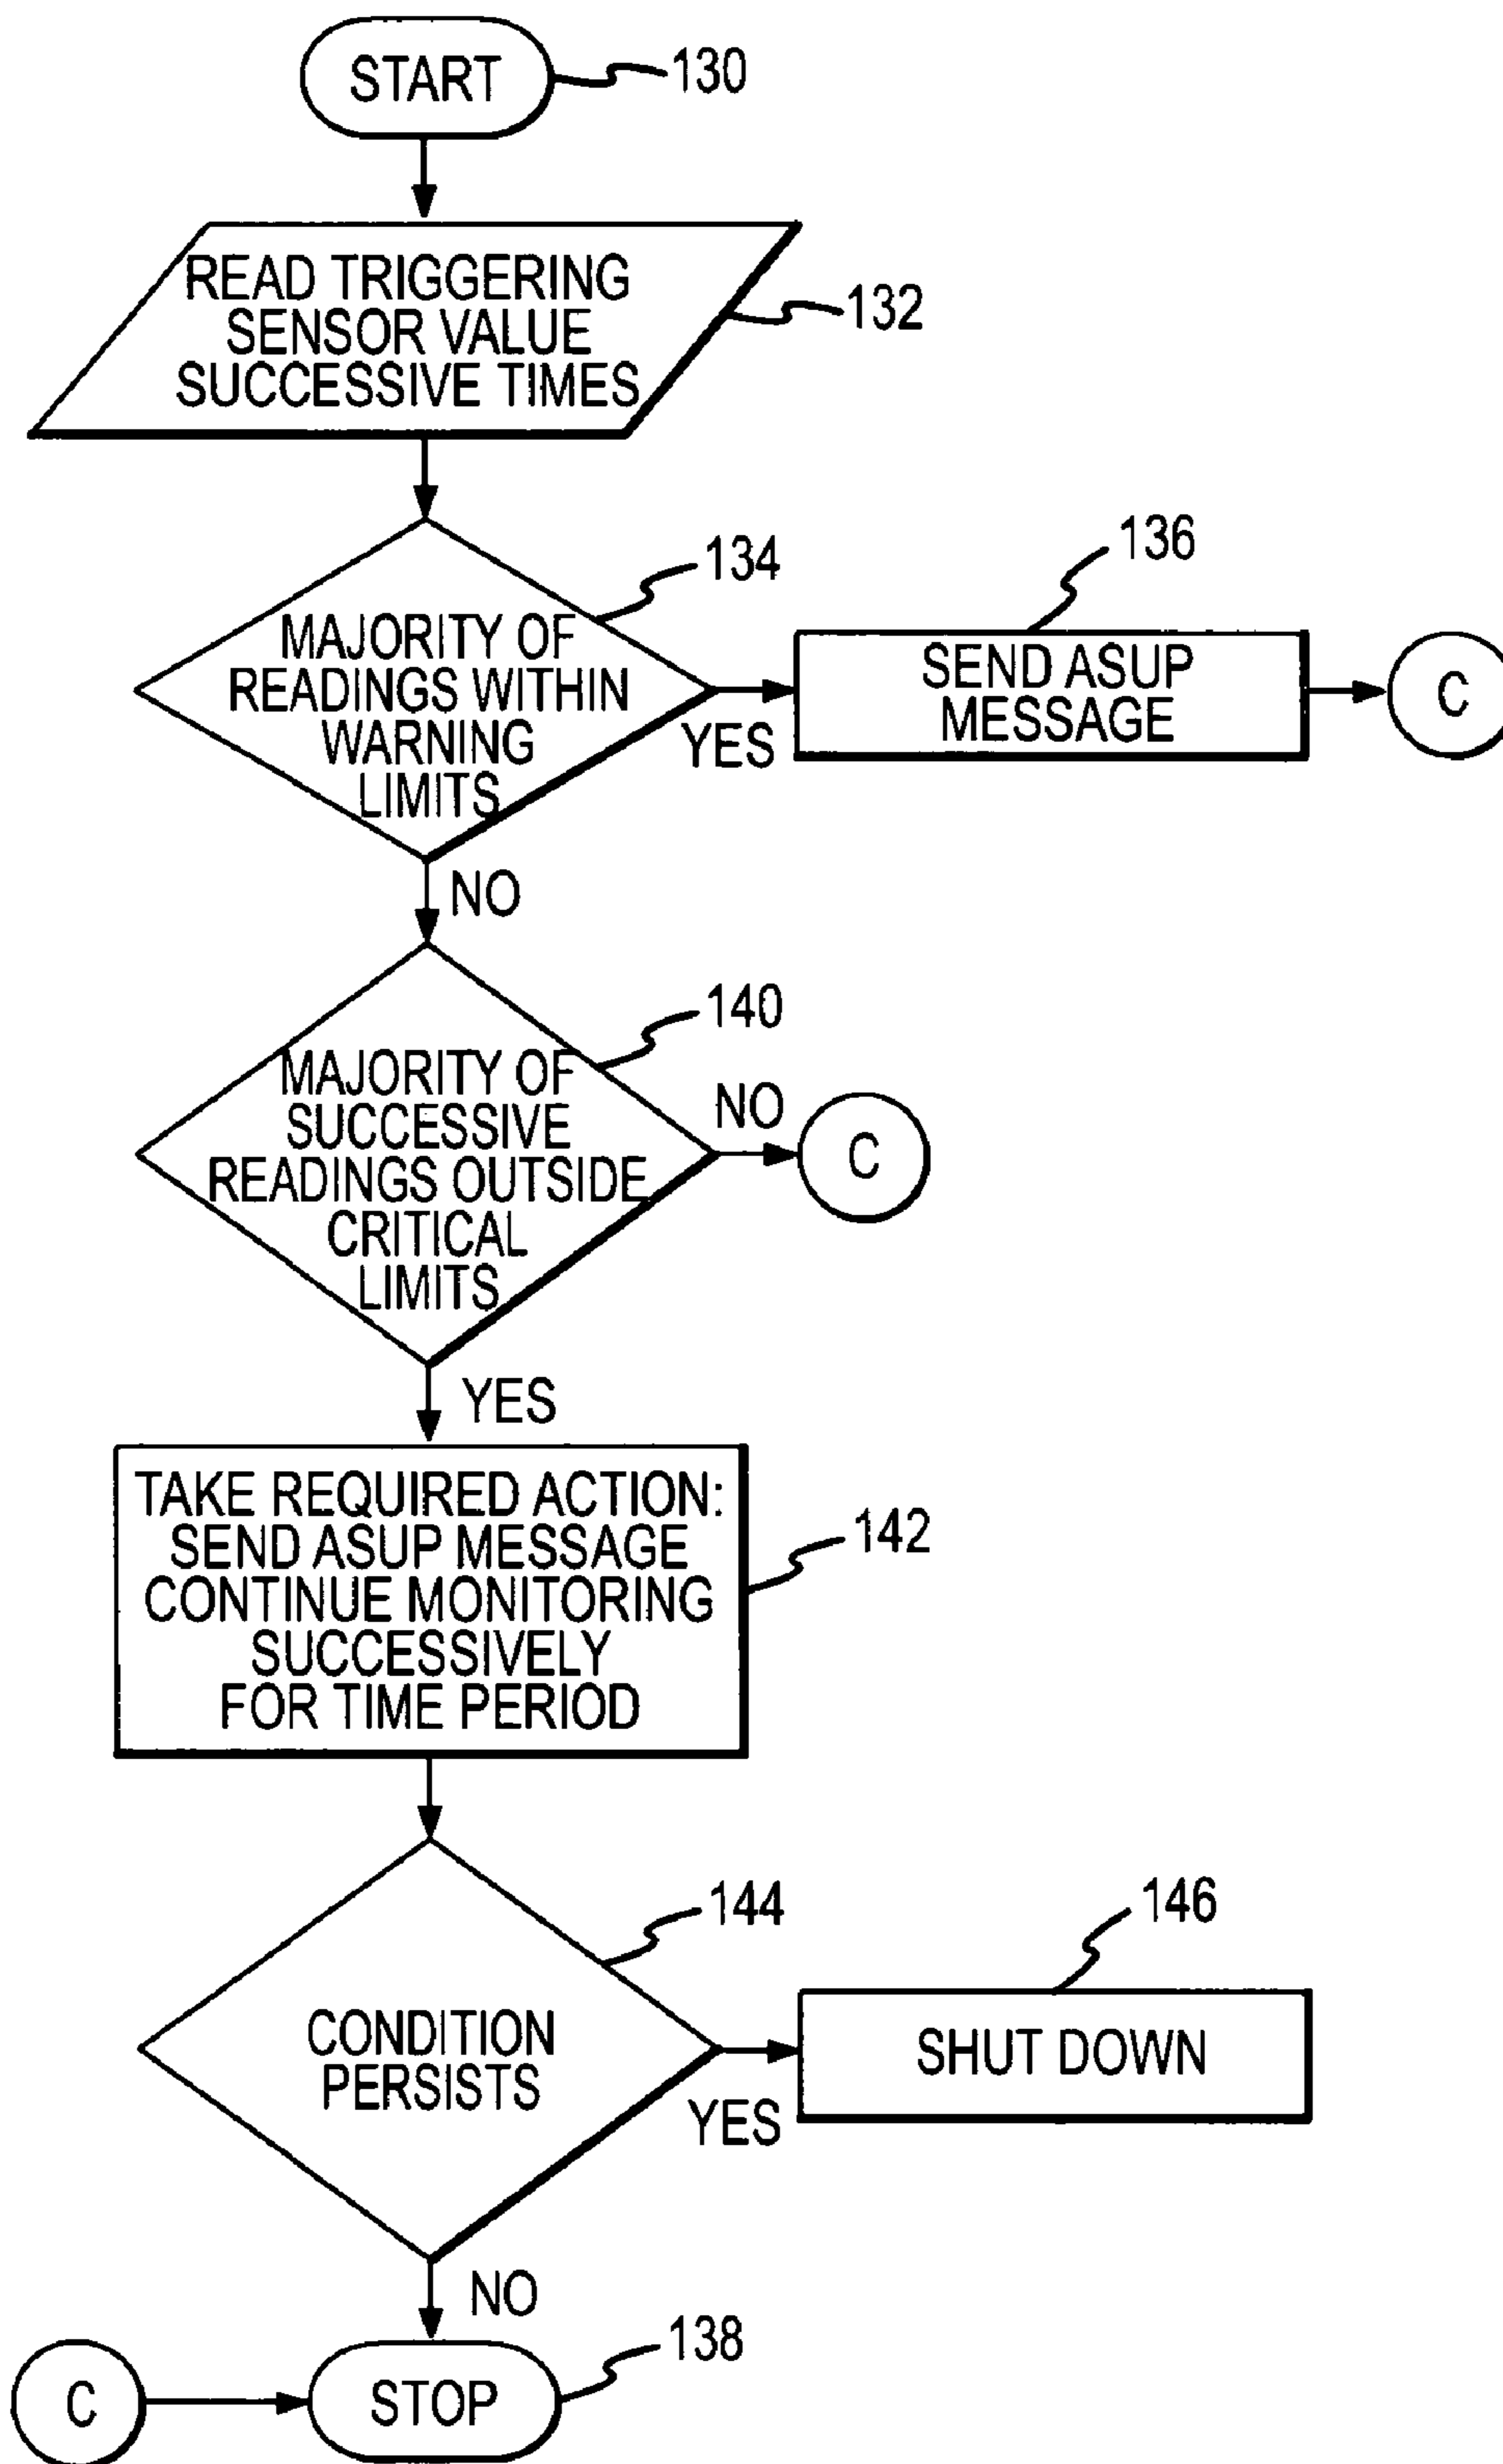 START
130
READ TRIGGERING
SENSOR VALUE
SUCCESSIVE TIMES
132
134
MAJORITY OF
READINGS WITHIN
WARNING
LIMITS
YES
136
SEND ASUP
MESSAGE
C
NO
140
MAJORITY OF
SUCCESSIVE
READINGS OUTSIDE
CRITICAL
LIMITS
NO
C
YES
TAKE REQUIRED ACTION:
SEND ASUP MESSAGE
CONTINUE MONITORING
SUCCESSIVELY
FOR TIME PERIOD
142
144
CONDITION
PERSISTS
YES
146
SHUT DOWN
NO
138
C
STOP